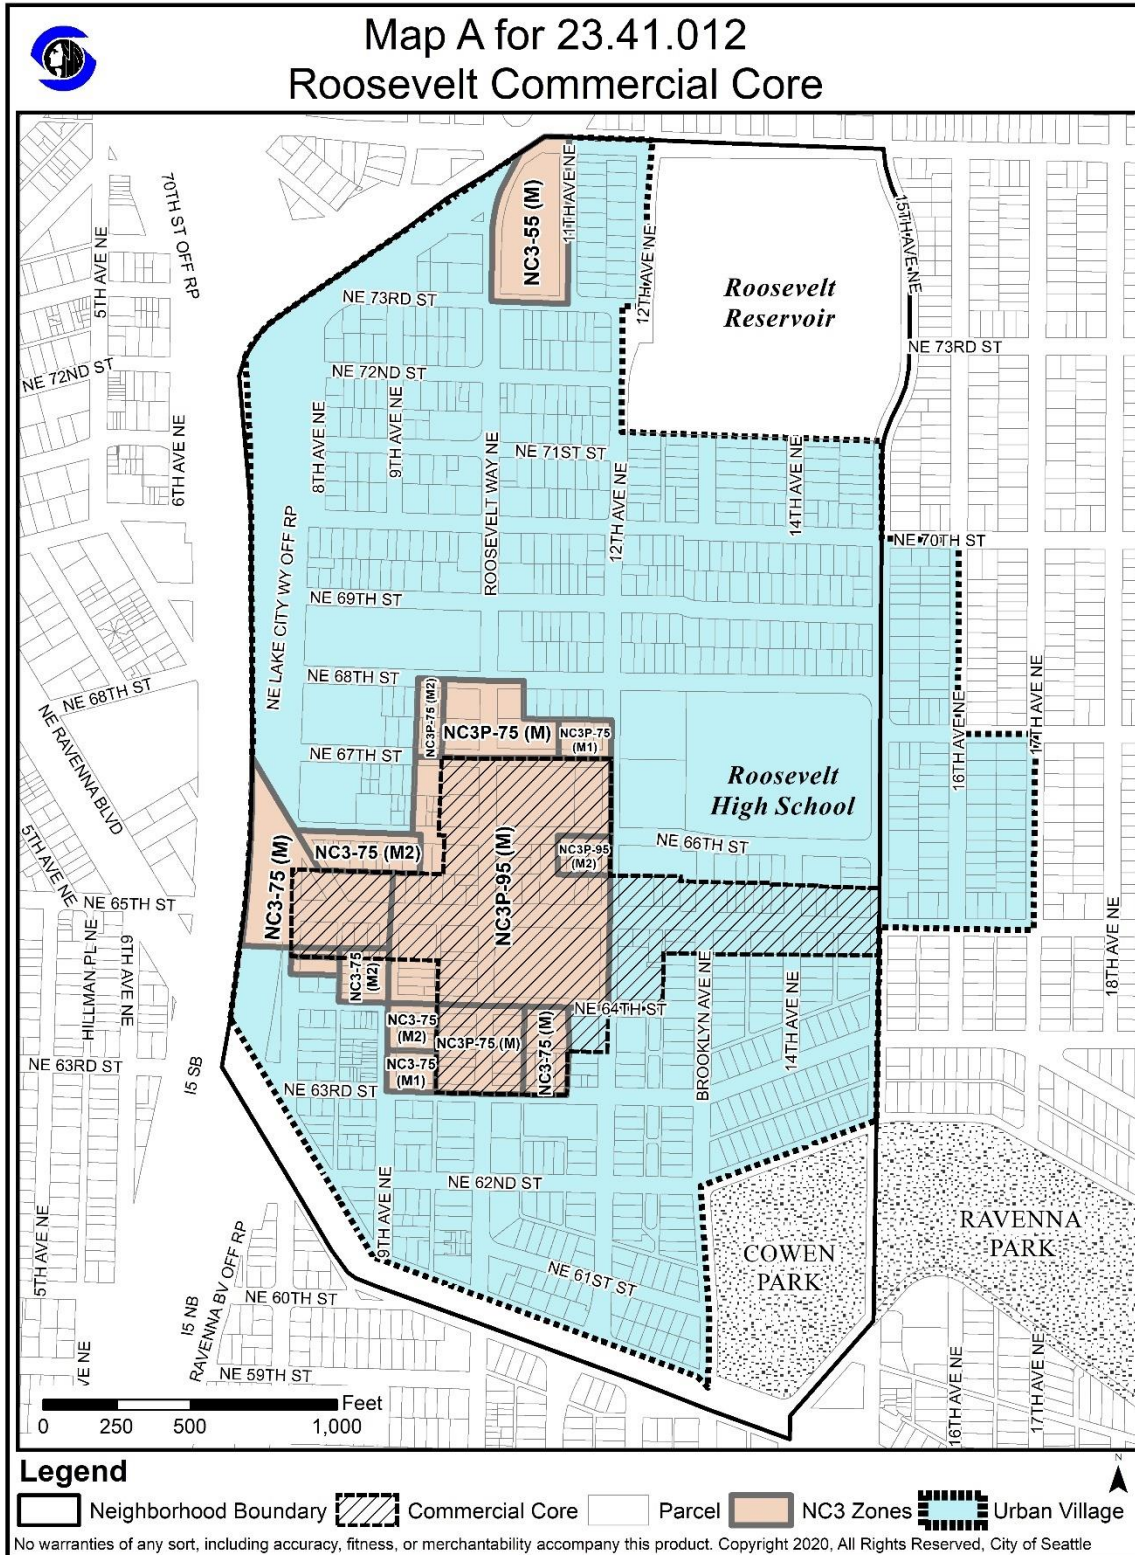 Map A for 23.41.012
Roosevelt Commercial Core
70TH ST OFF RP
5TH AVE NE
NC3-55 (M)
11TH AVE NE
12TH AVE NE
15TH AVE NE
Roosevelt
Reservoir
NE 73RD ST
NE 73RD ST
NE 72ND ST
NE 72ND ST
6TH AVE NE
8TH AVE NE
9TH AVE NE
ROOSEVELT WAY NE
NE 71ST ST
12TH AVE NE
14TH AVE NE
NE 70TH ST
NE LAKE CITY WY OFF RP
NE 69TH ST
NE 68TH ST
NE 68TH ST
NE RAVENNA BLVD
NC3P-75 (M2)
NC3P-75 (M)
NC3P-75
(M1)
NE 67TH ST
16TH AVE NE
17TH AVE NE
Roosevelt
High School
5TH AVE NE
NC3-75 (M)
NC3-75 (M2)
NC3P-95 (M)
NC3P-95
(M2)
NE 66TH ST
NE 65TH ST
HILLMAN PL NE
6TH AVE NE
NC3-75
(M2)
18TH AVE NE
BROOKLYN AVE NE
14TH AVE NE
NE 64TH ST
NC3-75
(M2)
NC3P-75 (M)
NC3-75 (M)
NC3-75
(M1)
NE 63RD ST
NE 63RD ST
I5 SB
NE 62ND ST
9TH AVE NE
5TH AVE NE
RAVENNA
PARK
COWEN
PARK
NE 61ST ST
I5 NB
RAVENNA BV OFF RP
NE 60TH ST
NE 59TH ST
VE NE
16TH AVE NE
17TH AVE NE
Feet
0 250 500 1,000
N
Legend
Neighborhood Boundary Commercial Core Parcel NC3 Zones Urban Village
No warranties of any sort, including accuracy, fitness, or merchantability accompany this product. Copyright 2020, All Rights Reserved, City of Seattle